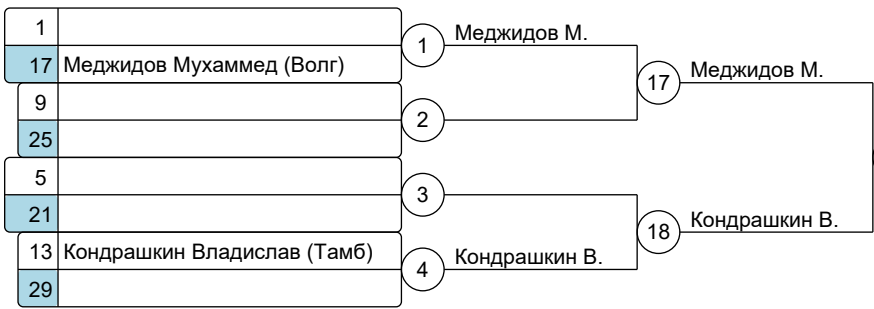 1
17 Меджидов Мухаммед (Волг)
9
25
5
21
13 Кондрашкин Владислав (Тамб)
29
1 Меджидов М.
2
3
4 Кондрашкин В.
17 Меджидов М.
18 Кондрашкин В.